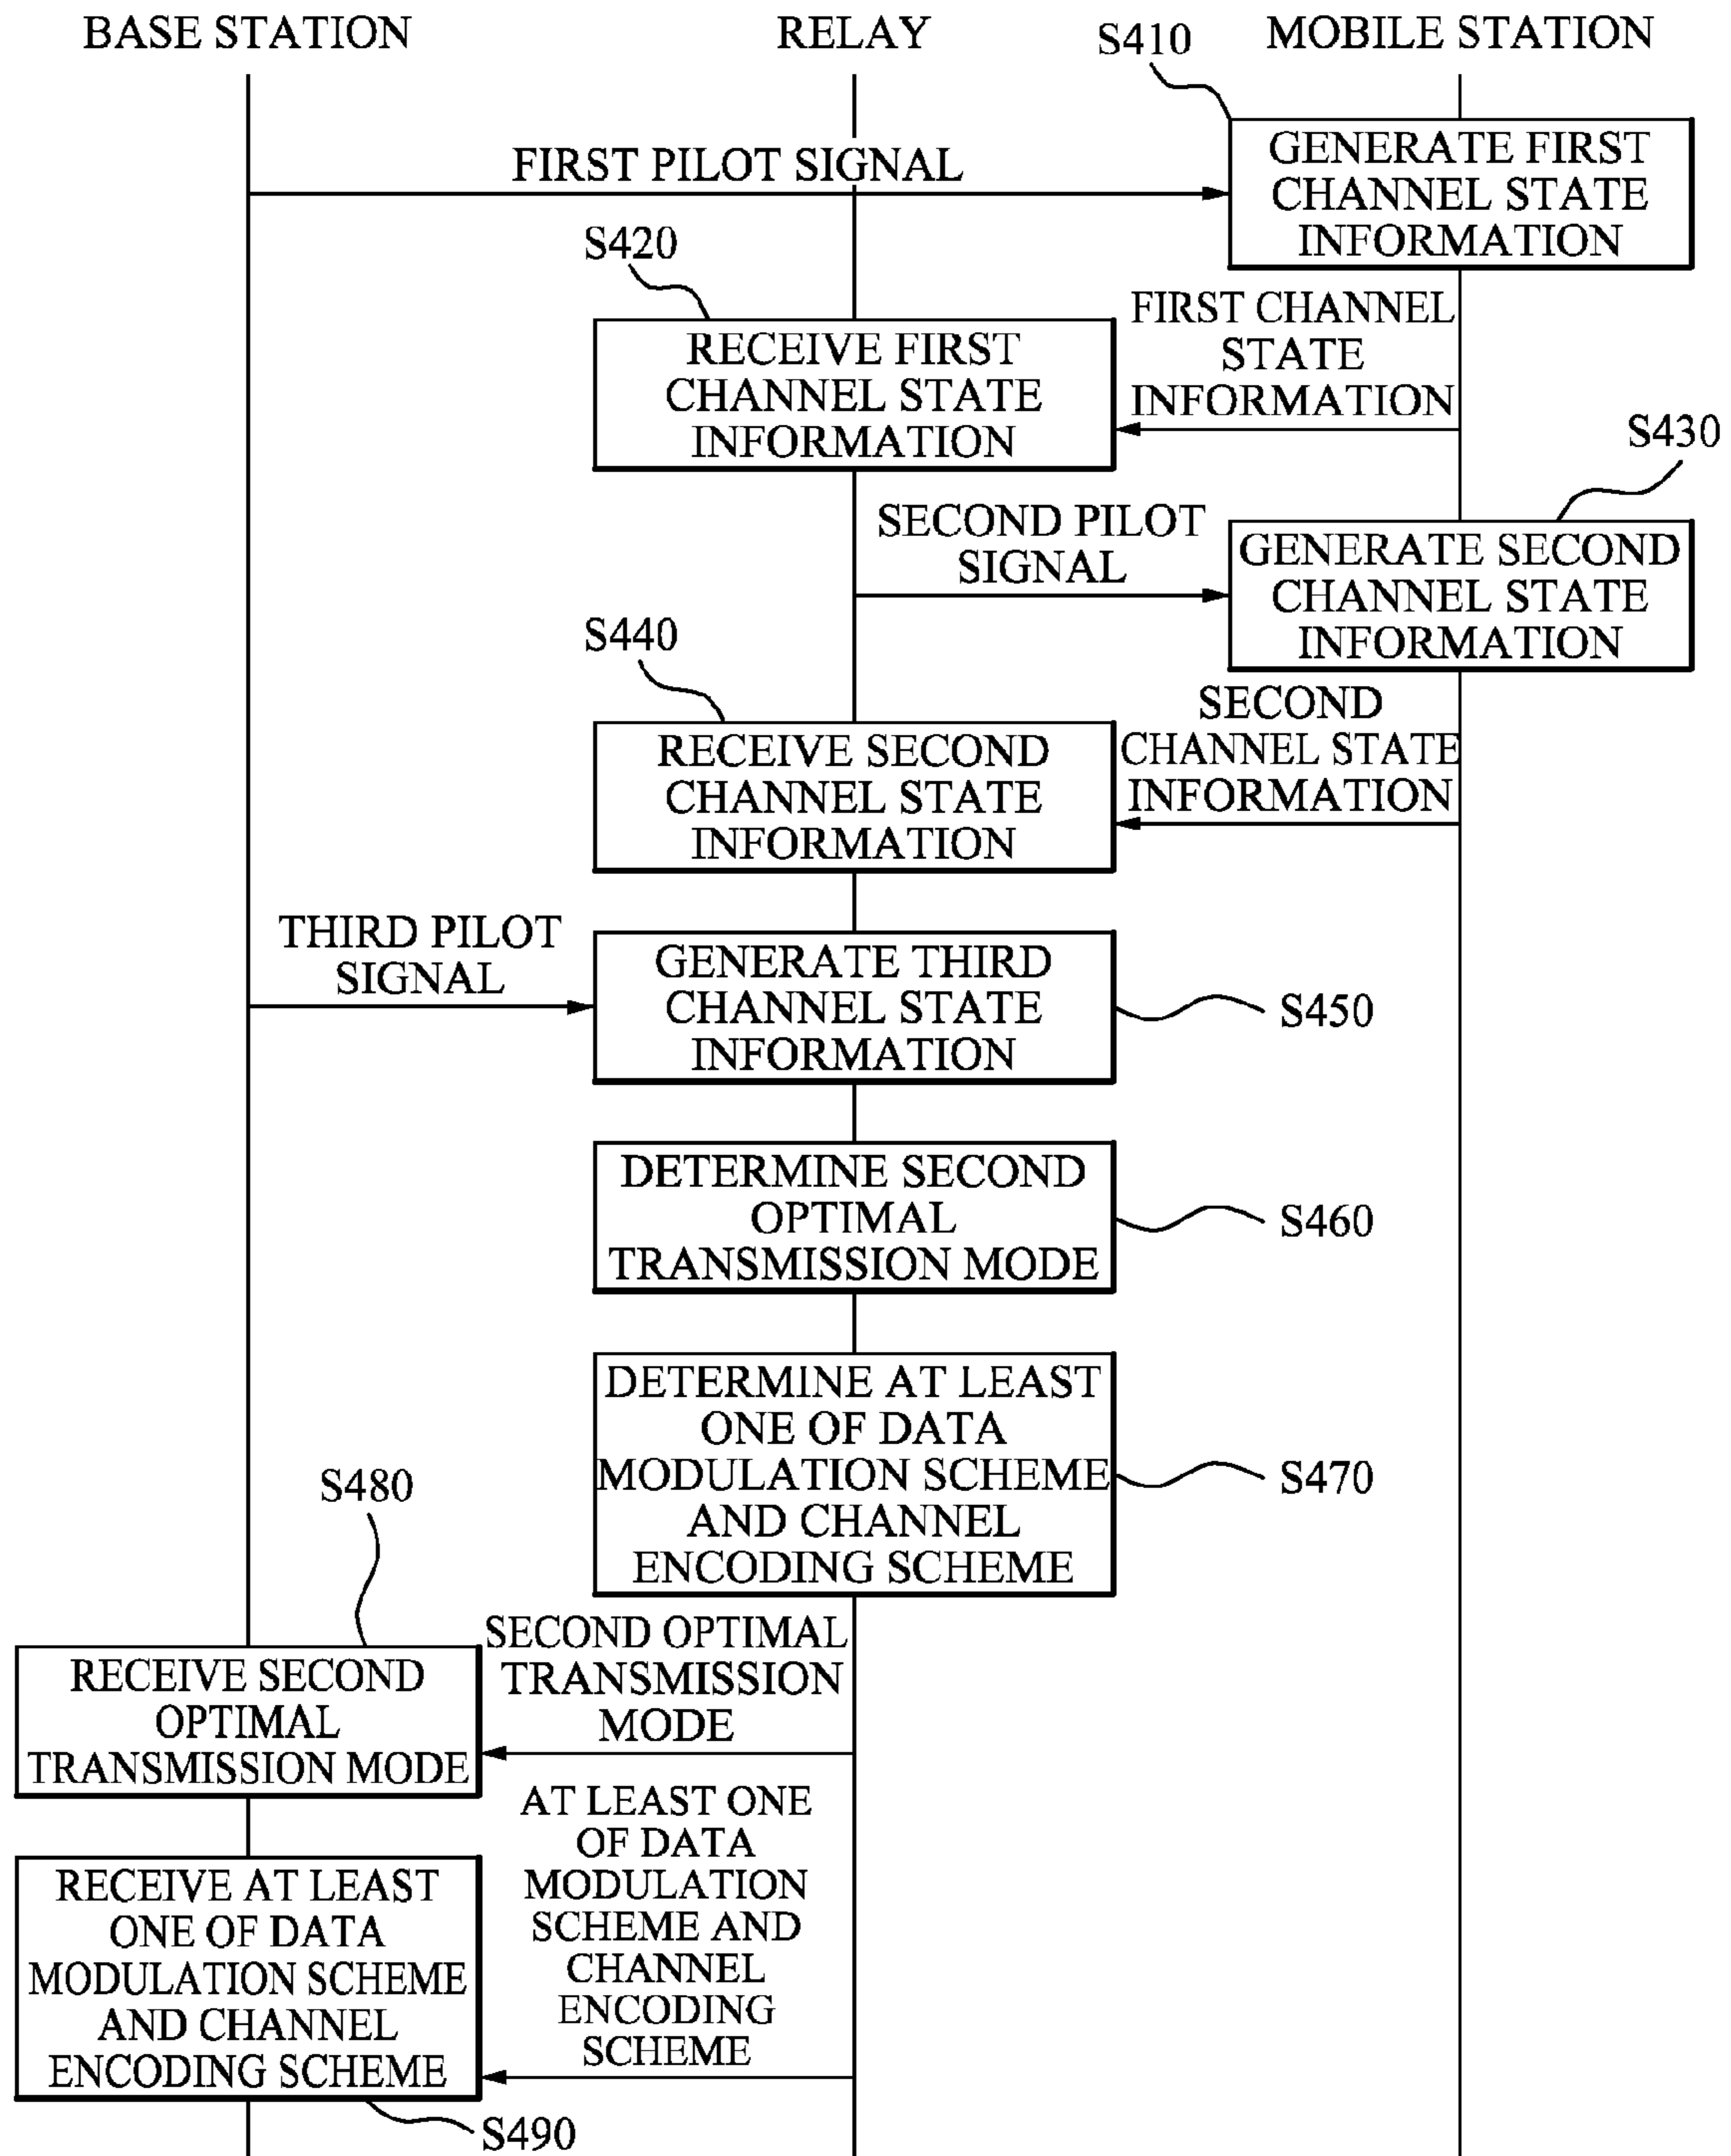 BASE STATION
RELAY
MOBILE STATION
S410
FIRST PILOT SIGNAL
GENERATE FIRST
CHANNEL STATE
INFORMATION
S420
RECEIVE FIRST
CHANNEL STATE
INFORMATION
FIRST CHANNEL
STATE
INFORMATION
S430
SECOND PILOT
SIGNAL
GENERATE SECOND
CHANNEL STATE
INFORMATION
S440
RECEIVE SECOND
CHANNEL STATE
INFORMATION
SECOND
CHANNEL STATE
INFORMATION
THIRD PILOT
SIGNAL
GENERATE THIRD
CHANNEL STATE
INFORMATION
S450
DETERMINE SECOND
OPTIMAL
TRANSMISSION MODE
S460
DETERMINE AT LEAST
ONE OF DATA
MODULATION SCHEME
AND CHANNEL
ENCODING SCHEME
S470
S480
RECEIVE SECOND
OPTIMAL
TRANSMISSION MODE
SECOND OPTIMAL
TRANSMISSION
MODE
RECEIVE AT LEAST
ONE OF DATA
MODULATION SCHEME
AND CHANNEL
ENCODING SCHEME
AT LEAST ONE
OF DATA
MODULATION
SCHEME AND
CHANNEL
ENCODING
SCHEME
S490